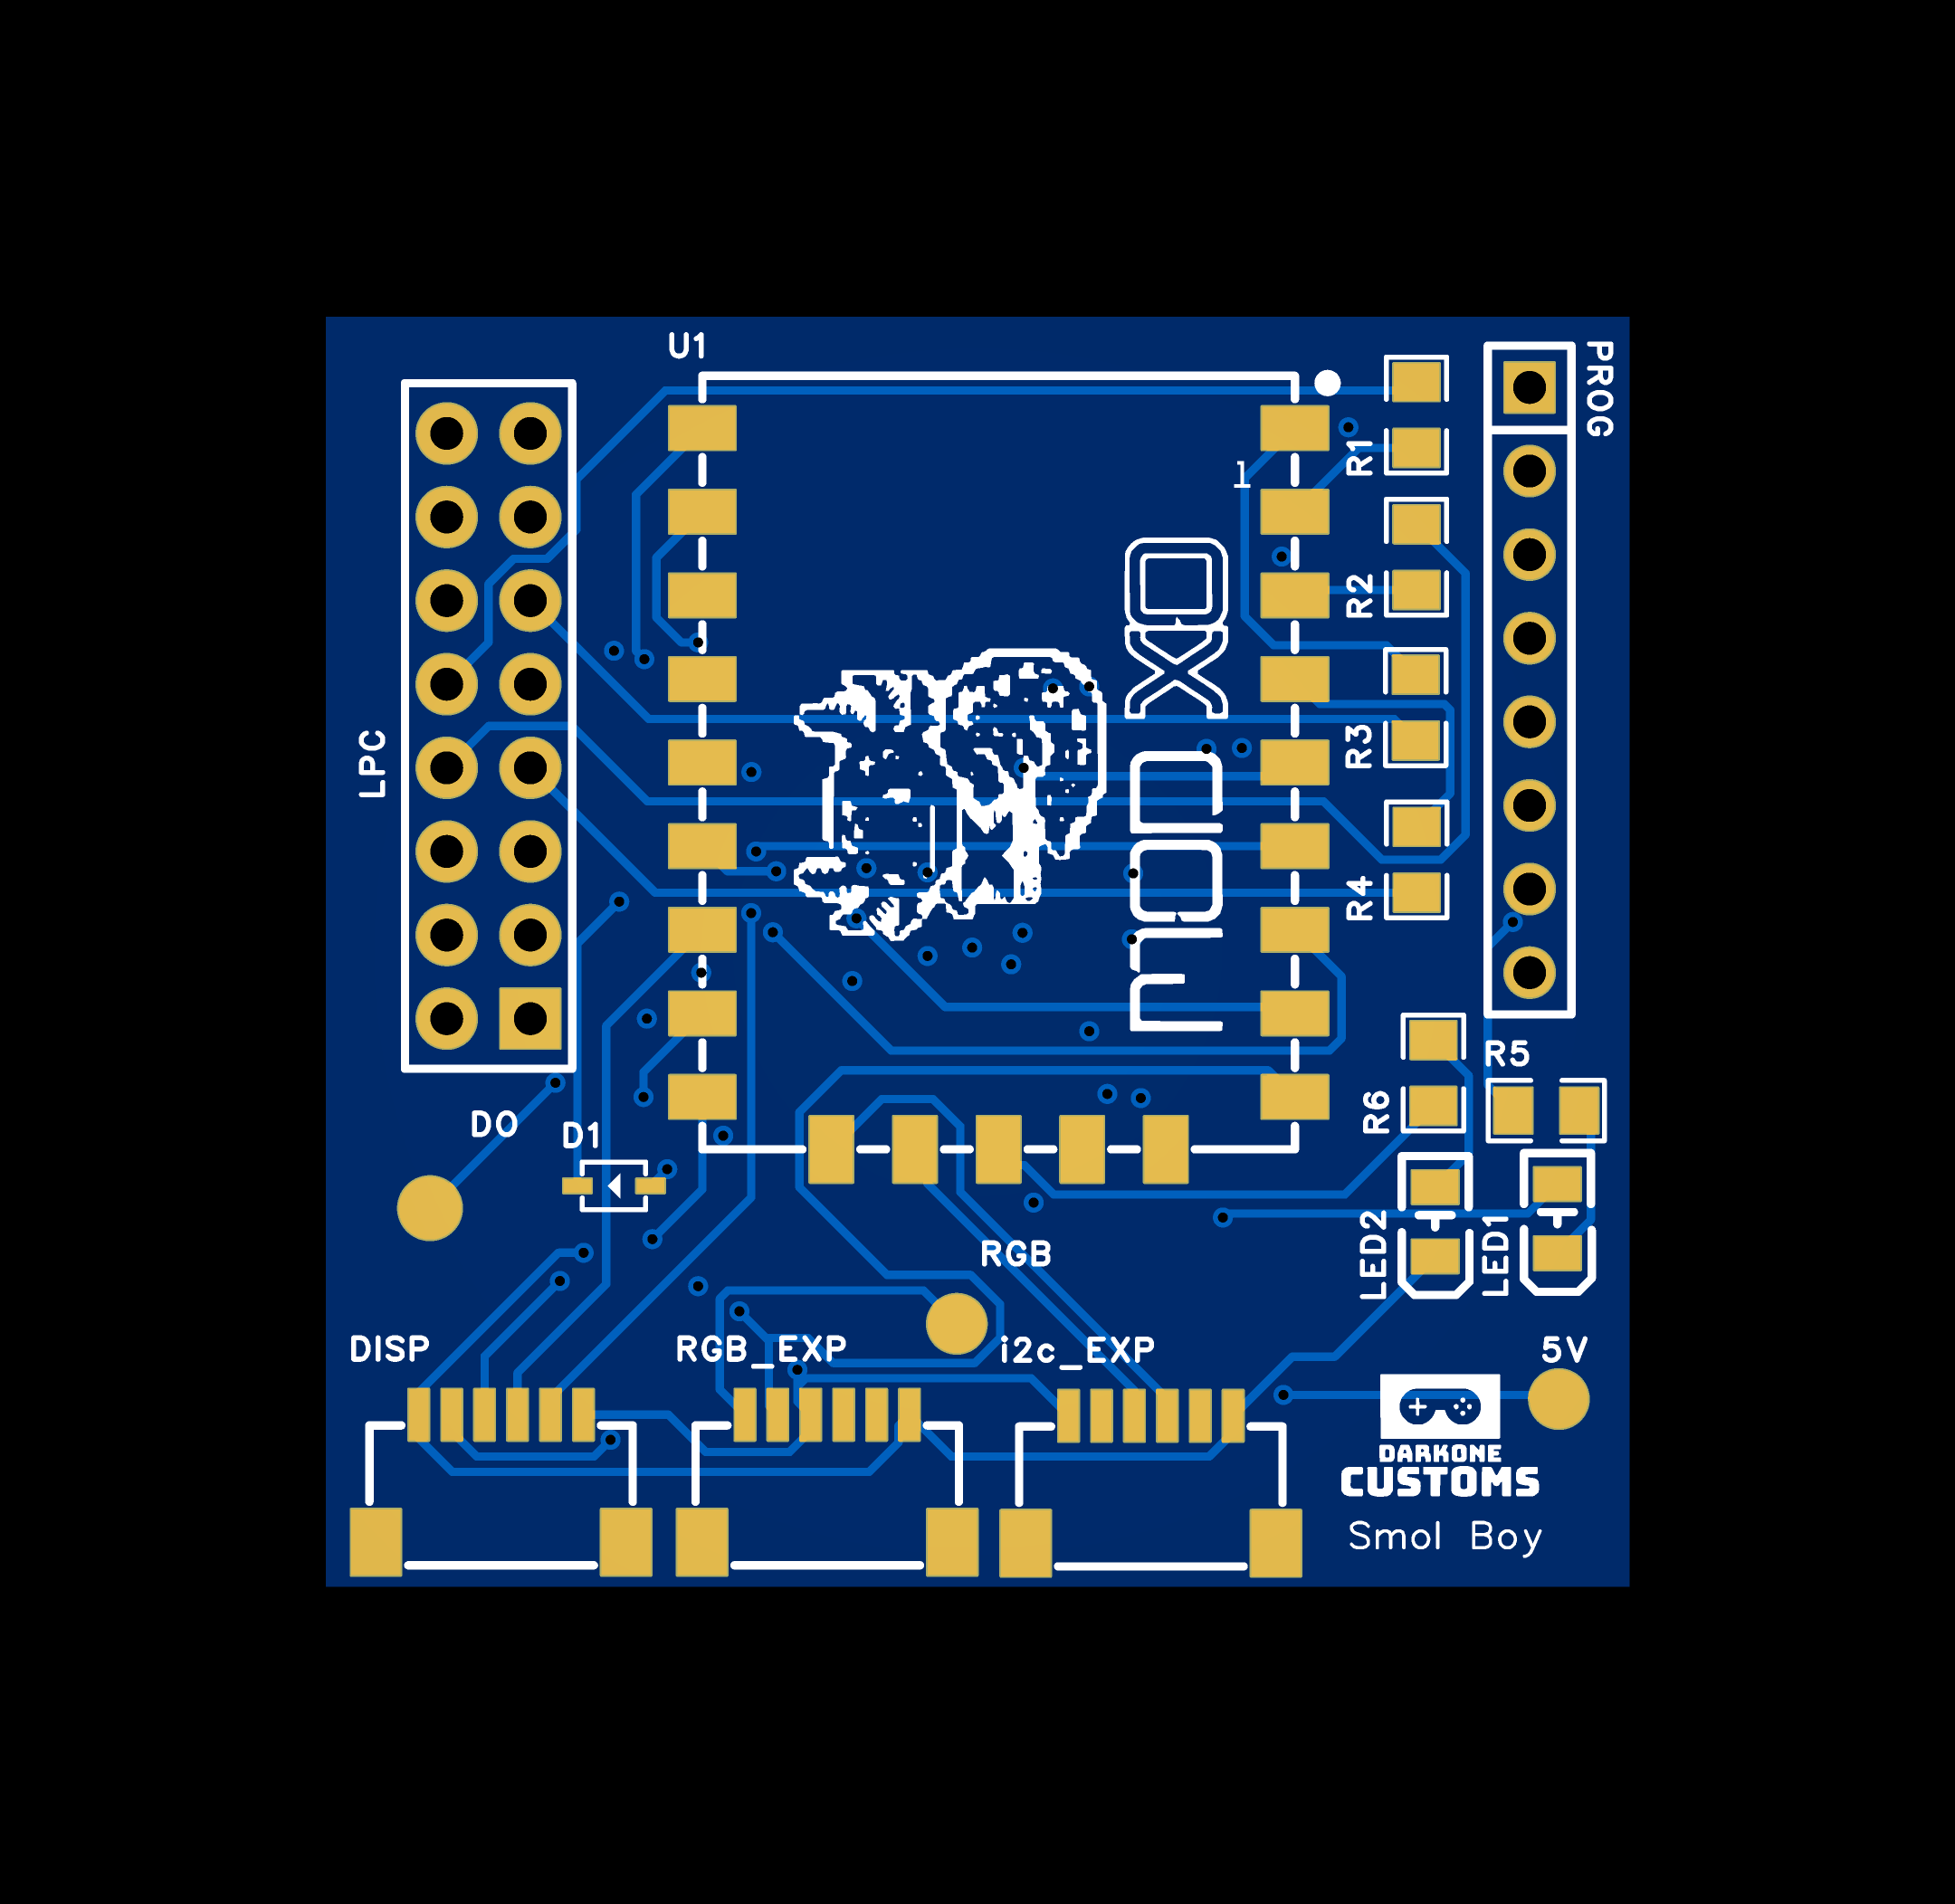 U1
PROG
1
R1
R2
MODXO
R3
LPC
R4
R5
R6
D0
D1
LED2
LED1
RGB
DISP
RGB_EXP
i2c_EXP
5V
DARKONE
CUSTOMS
Smol Boy